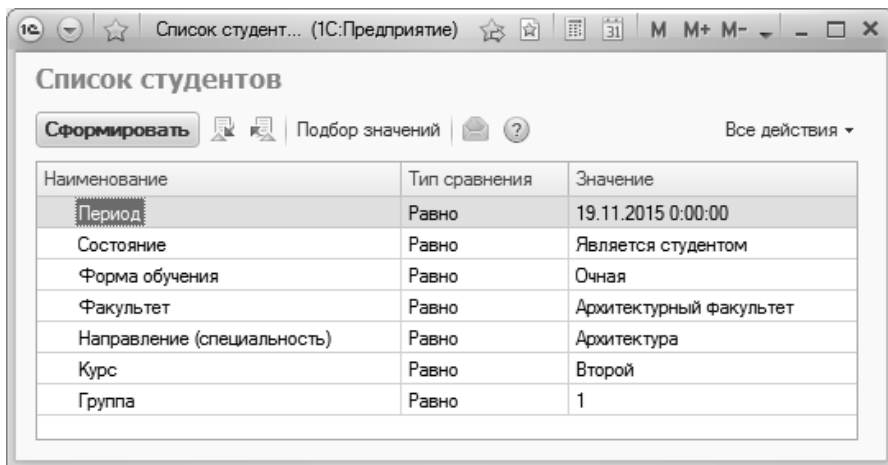 1С Список студент... (1С:Предприятие) 31 M M+ M-
Список студентов
Сформировать Подбор значений ? Все действия
Наименование Тип сравнения Значение
Период Равно 19.11.2015 0:00:00
Состояние Равно Является студентом
Форма обучения Равно Очная
Факультет Равно Архитектурный факультет
Направление (специальность) Равно Архитектура
Курс Равно Второй
Группа Равно 1